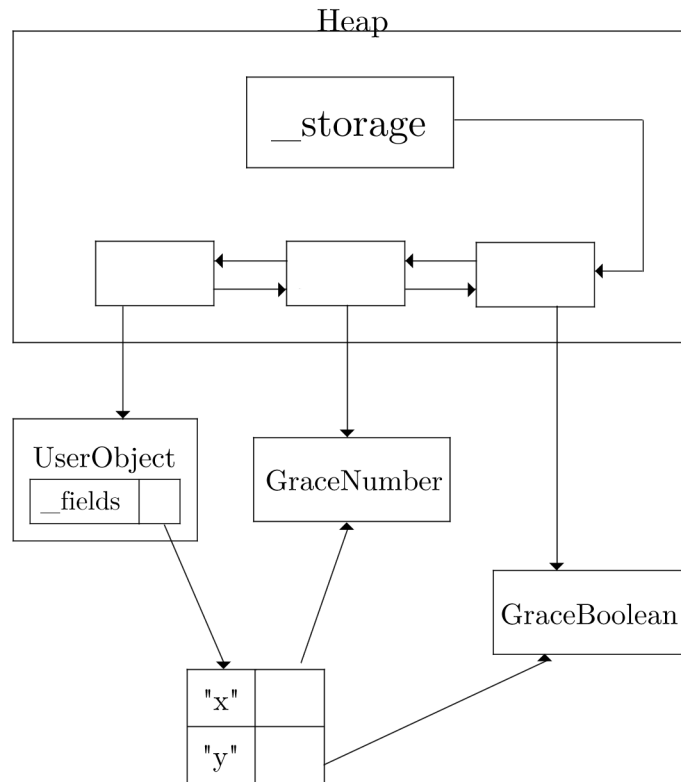 Heap
_storage
UserObject
_fields
GraceNumber
GraceBoolean
"x"
"y"